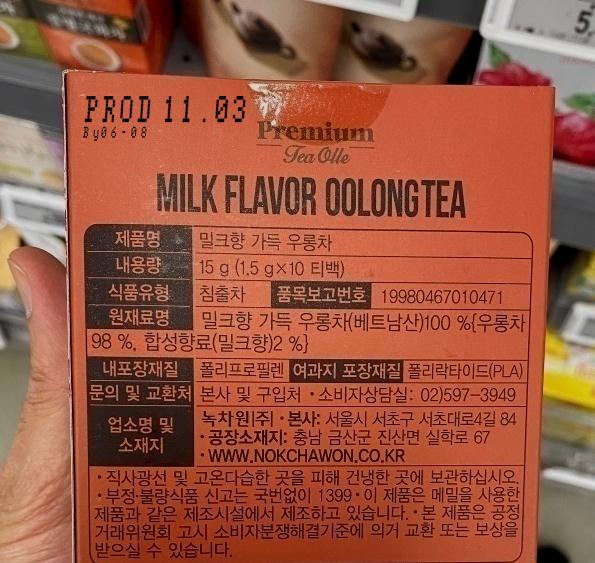 PROD 11.03
By06-08
Premium
Tea Olle
MILK FLAVOR OOLONGTEA
제품명 밀크향 가득 우롱차
내용량 15 g (1.5 g×10 티백)
식품유형 침출차 품목보고번호 19980467010471
원재료명 밀크향 가득 우롱차(베트남산)100 %{우롱차
98 %, 합성향료(밀크향)2 %}
내포장재질 폴리프로필렌 여과지 포장재질 폴리락타이드(PLA)
문의 및 교환처 본사 및 구입처 • 소비자상담실: 02)597-3949
업소명 및 소재지 녹차원㈜ • 본사: 서울시 서초구 서초대로4길 84
• 공장소재지: 충남 금산군 진산면 실학로 67
• WWW.NOKCHAWON.CO.KR
• 직사광선 및 고온다습한 곳을 피해 건냉한 곳에 보관하십시오.
• 부정·불량식품 신고는 국번없이 1399 • 이 제품은 메밀을 사용한
제품과 같은 제조시설에서 제조하고 있습니다. • 본 제품은 공정
거래위원회 고시 소비자분쟁해결기준에 의거 교환 또는 보상을
받으실 수 있습니다.